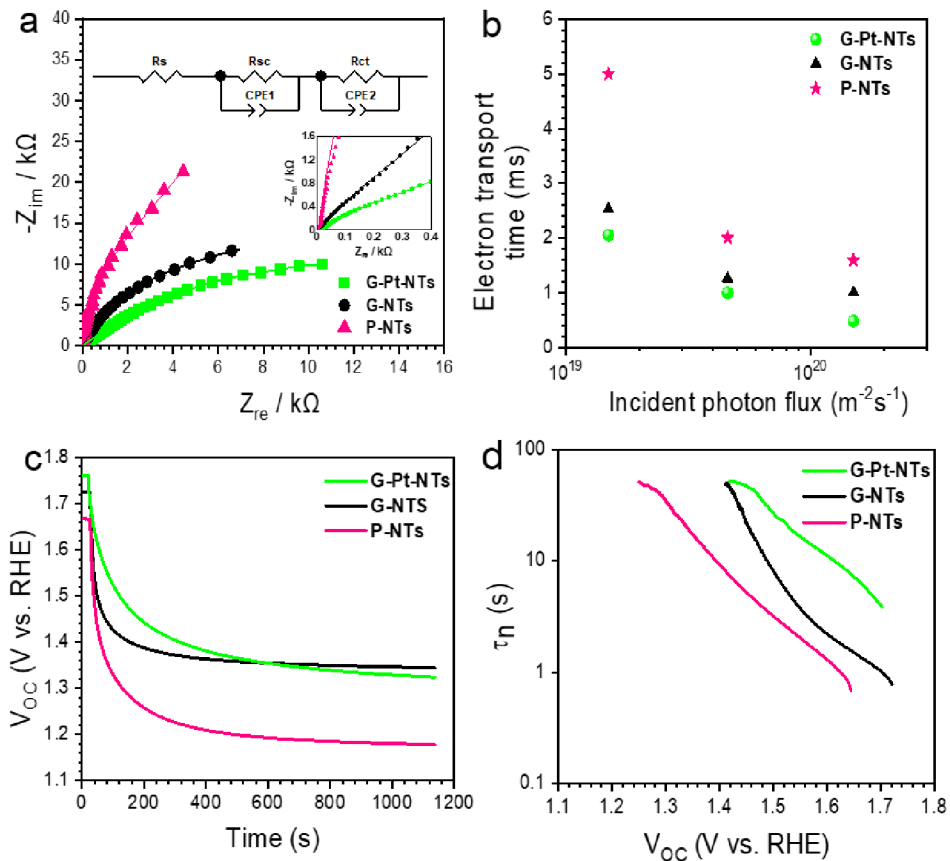 a
-40
-35
-30
-25
-20
-15
-10
-5
0
-Zim / kΩ
Rs
Rsc
Rct
CPE1
CPE2
1.6
1.2
0.8
0.4
0
-Zim / kΩ
0 0.1 0.2 0.3 0.4
Zre / kΩ
G-Pt-NTs
G-NTs
P-NTs
0 2 4 6 8 10 12 14 16
Zre / kΩ
b
6
5
4
3
2
1
0
Electron transport
time (ms)
G-Pt-NTs
G-NTs
P-NTs
10^19 10^20
Incident photon flux (m^-2s^-1)
c
1.8
1.7
1.6
1.5
1.4
1.3
1.2
1.1
VOC (V vs. RHE)
G-Pt-NTs
G-NTS
P-NTs
0 200 400 600 800 1000 1200
Time (s)
d
100
10
1
0.1
τn (s)
G-Pt-NTs
G-NTs
P-NTs
1.1 1.2 1.3 1.4 1.5 1.6 1.7 1.8
VOC (V vs. RHE)